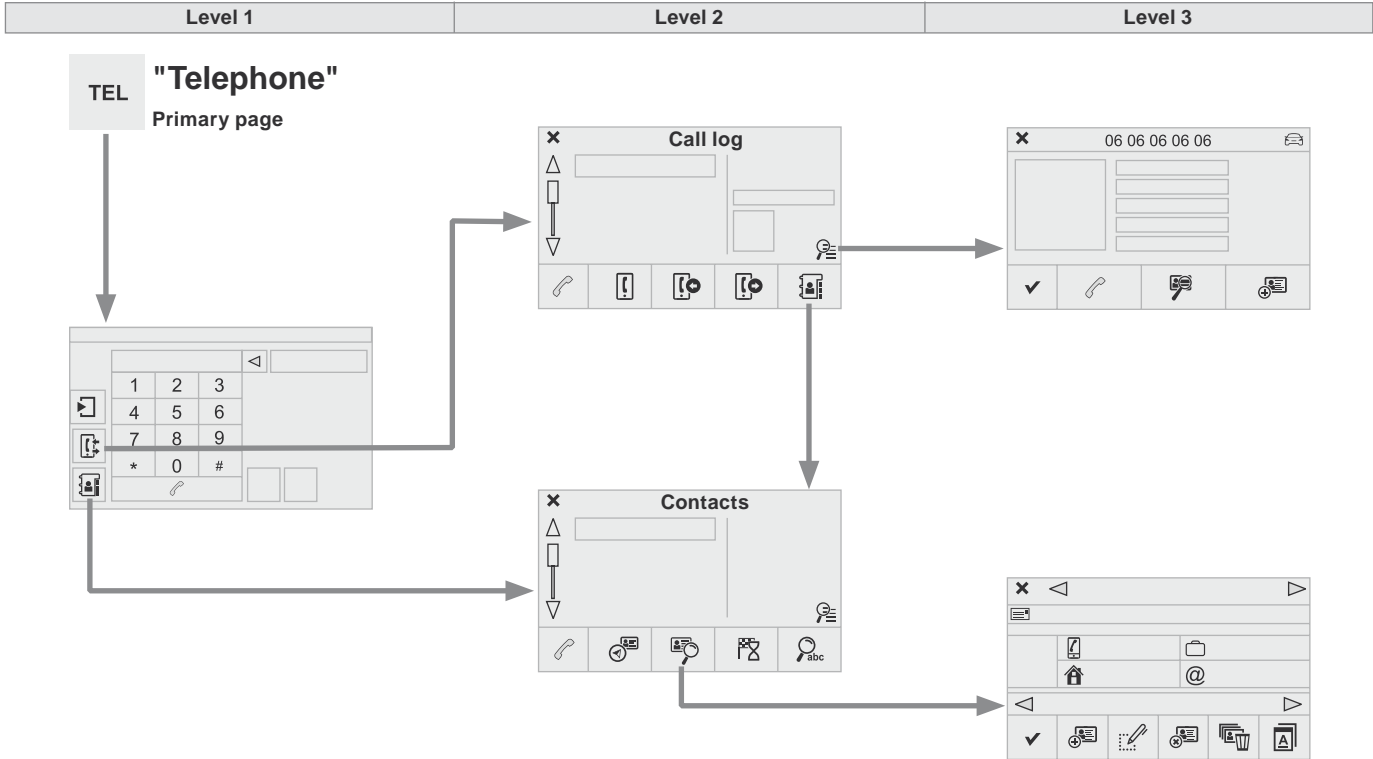 Level 1 Level 2 Level 3
TEL "Telephone"
Primary page
Call log
06 06 06 06 06
1 2 3
4 5 6
7 8 9
* 0 #
Contacts
abc
@
A